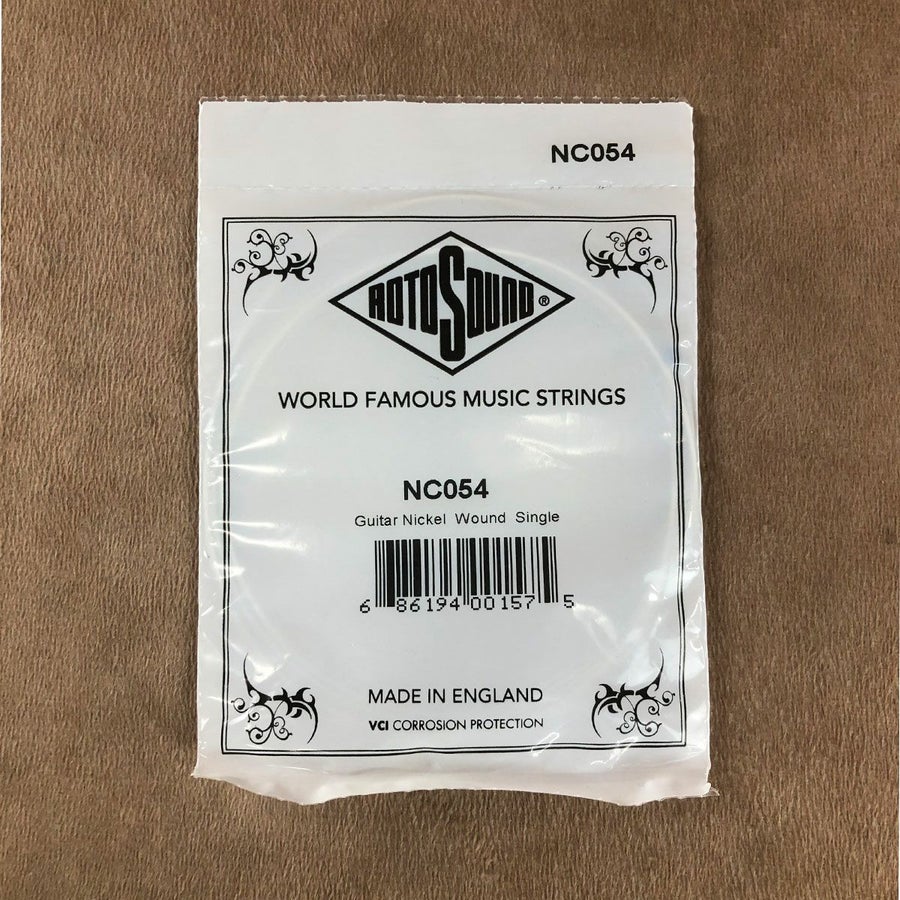 NC054
ROTOSOUND®
WORLD FAMOUS MUSIC STRINGS
NC054
Guitar Nickel Wound Single
6 86194 00157 5
MADE IN ENGLAND
VCI CORROSION PROTECTION